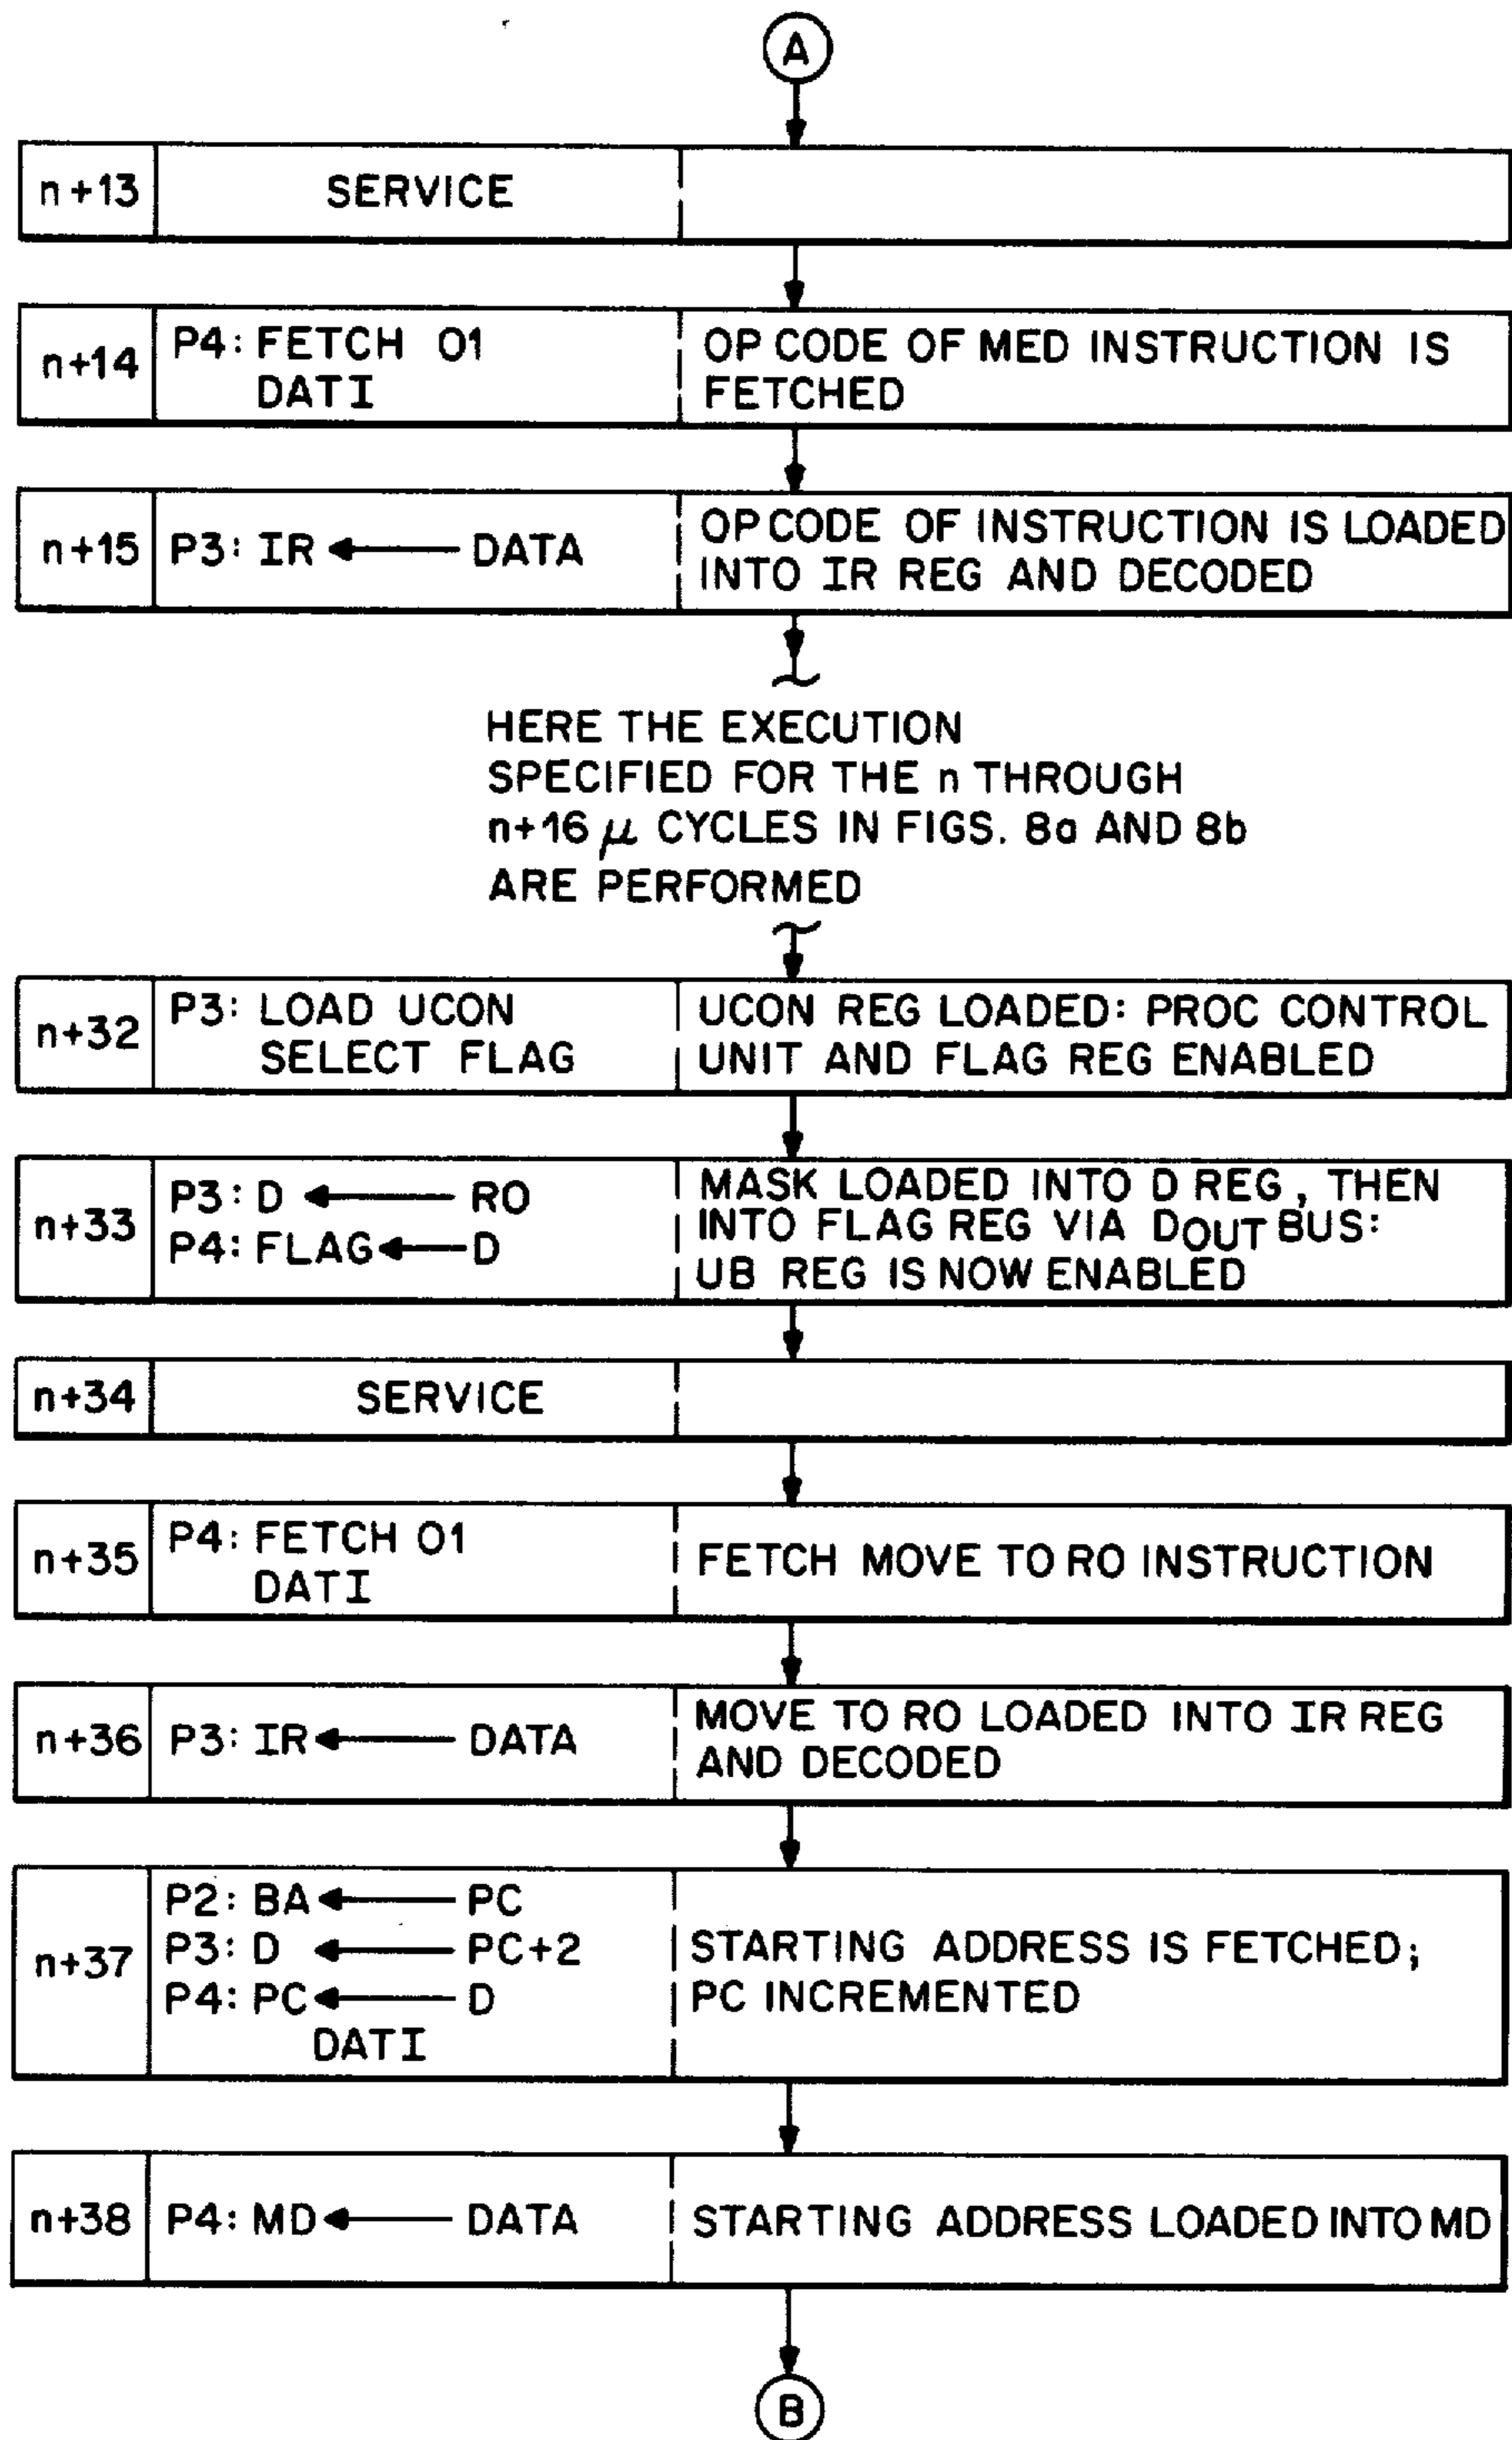 A
n+13 SERVICE
n+14 P4: FETCH 01 OP CODE OF MED INSTRUCTION IS
DATI FETCHED
n+15 P3: IR ← DATA OP CODE OF INSTRUCTION IS LOADED
INTO IR REG AND DECODED
HERE THE EXECUTION
SPECIFIED FOR THE n THROUGH
n+16 μ CYCLES IN FIGS. 8a AND 8b
ARE PERFORMED
n+32 P3: LOAD UCON UCON REG LOADED: PROC CONTROL
SELECT FLAG UNIT AND FLAG REG ENABLED
n+33 P3: D ← RO MASK LOADED INTO D REG, THEN
P4: FLAG ← D INTO FLAG REG VIA DOUT BUS:
UB REG IS NOW ENABLED
n+34 SERVICE
n+35 P4: FETCH 01 FETCH MOVE TO RO INSTRUCTION
DATI
n+36 P3: IR ← DATA MOVE TO RO LOADED INTO IR REG
AND DECODED
n+37 P2: BA ← PC
P3: D ← PC+2 STARTING ADDRESS IS FETCHED;
P4: PC ← D PC INCREMENTED
DATI
n+38 P4: MD ← DATA STARTING ADDRESS LOADED INTO MD
B